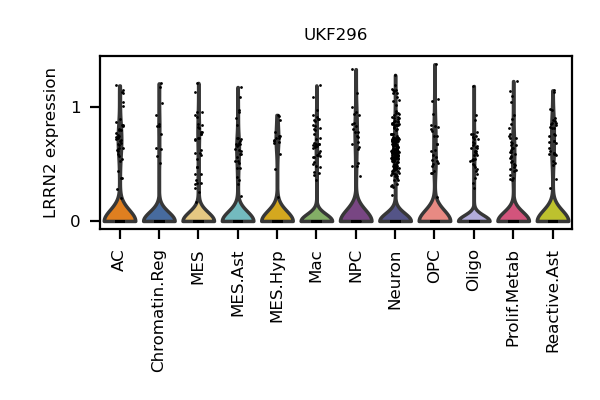 UKF296
LRRN2 expression
1
0
AC
Chromatin.Reg
MES
MES.Ast
MES.Hyp
Mac
NPC
Neuron
OPC
Oligo
Prolif.Metab
Reactive.Ast